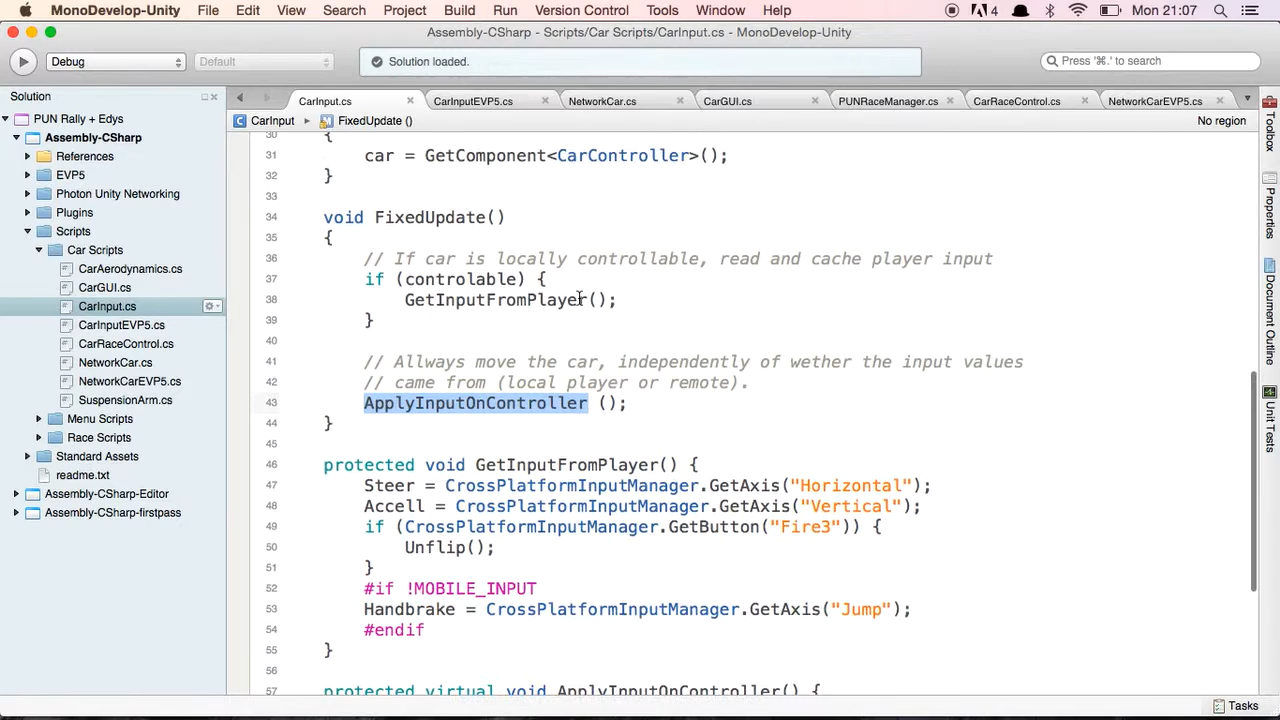 MonoDevelop-Unity File Edit View Search Project Build Run Version Control Tools Window Help 4 Mon 21:07
Assembly-CSharp - Scripts/Car Scripts/CarInput.cs - MonoDevelop-Unity
Debug Default Solution loaded. Press '⌘.' to search
Solution
CarInput.cs CarInputEVP5.cs NetworkCar.cs CarGUI.cs PUNRaceManager.cs CarRaceControl.cs NetworkCarEVP5.cs
CarInput FixedUpdate () No region
PUN Rally + Edys
Assembly-CSharp
References
EVP5
Photon Unity Networking
Plugins
Scripts
Car Scripts
CarAerodynamics.cs
CarGUI.cs
CarInput.cs
CarInputEVP5.cs
CarRaceControl.cs
NetworkCar.cs
NetworkCarEVP5.cs
SuspensionArm.cs
Menu Scripts
Race Scripts
Standard Assets
readme.txt
Assembly-CSharp-Editor
Assembly-CSharp-firstpass
30 {
31 car = GetComponent<CarController>();
32 }
33
34 void FixedUpdate()
35 {
36 // If car is locally controllable, read and cache player input
37 if (controlable) {
38 GetInputFromPlayer();
39 }
40
41 // Allways move the car, independently of wether the input values
42 // came from (local player or remote).
43 ApplyInputOnController ();
44 }
45
46 protected void GetInputFromPlayer() {
47 Steer = CrossPlatformInputManager.GetAxis("Horizontal");
48 Accell = CrossPlatformInputManager.GetAxis("Vertical");
49 if (CrossPlatformInputManager.GetButton("Fire3")) {
50 Unflip();
51 }
52 #if !MOBILE_INPUT
53 Handbrake = CrossPlatformInputManager.GetAxis("Jump");
54 #endif
55 }
56
57 protected virtual void ApplyInputOnController() {
Toolbox
Properties
Document Outline
Unit Tests
Tasks